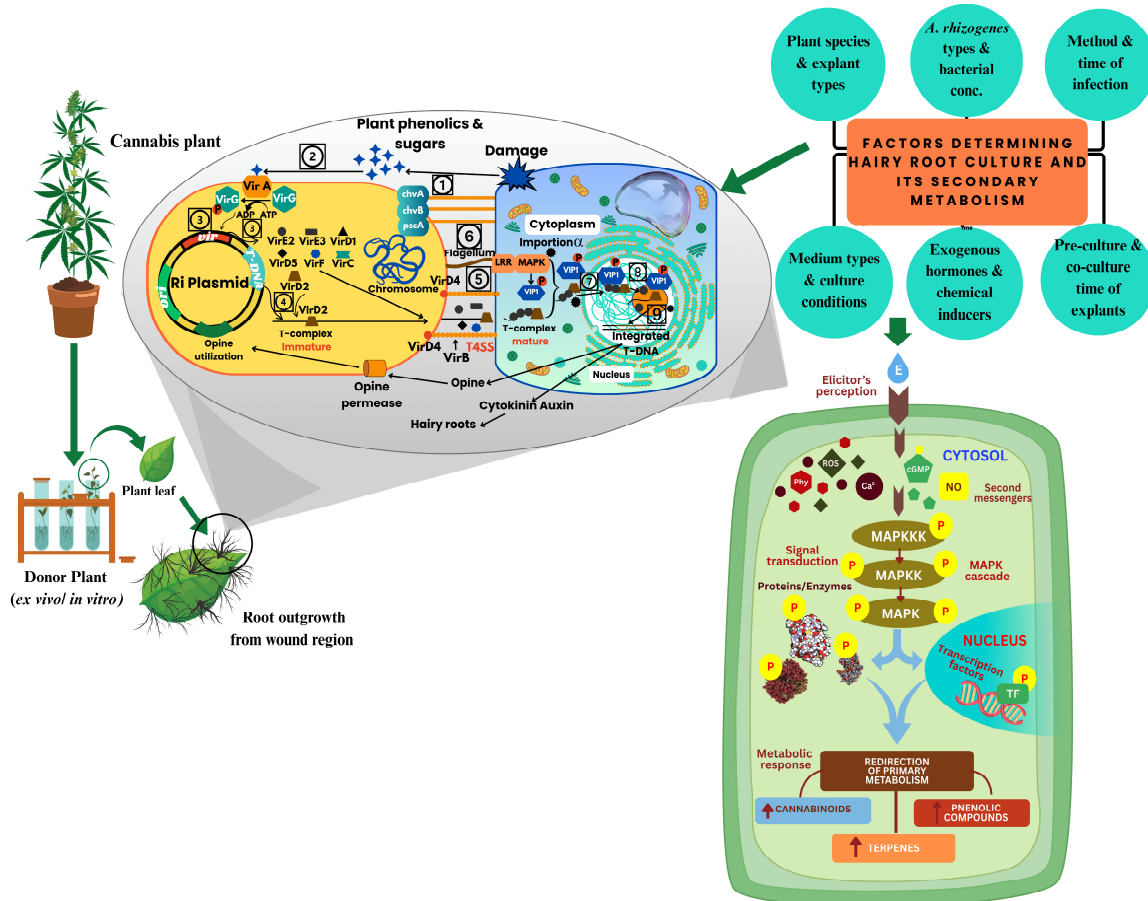 Cannabis plant
Donor Plant
(ex vivo/ in vitro)
Plant leaf
Root outgrowth
from wound region
Plant phenolics &
sugars
Damage
2
1
Vir A
VirG
VirG
P
ADP
ATP
3
3
vir
T-DNA
ori
Ri Plasmid
Opine
utilization
VirE2
VirE3
VirD1
VirD5
VirF
VirC
VirD2
4
VirD2
T-complex
Immature
chvA
chvB
pscA
Chromosome
6
Flagellum
5
VirD4
VirD4
VirB
T4SS
Opine
permease
Opine
Cytokinin Auxin
Hairy roots
Cytoplasm
Importionα
LRR
MAPK
P
VIP1
T-complex
mature
P
VIP1
7
P
VIP1
8
P
VIP1
9
Integrated
T-DNA
Nucleus
Plant species
& explant
types
A. rhizogenes
types &
bacterial
conc.
Method &
time of
infection
FACTORS DETERMINING
HAIRY ROOT CULTURE AND
ITS SECONDARY
METABOLISM
Time
Medium types
& culture
conditions
Exogenous
hormones &
chemical
inducers
Pre-culture &
co-culture
time of
explants
E
Elicitor's
perception
CYTOSOL
ROS
Phy
Ca²
cGMP
NO
Second
messengers
MAPKKK
P
Signal
transduction
P
MAPKK
P
MAPK
cascade
Proteins/Enzymes
P
MAPK
P
P
P
P
NUCLEUS
Transcription
factors
P
TF
Metabolic
response
REDIRECTION
OF PRIMARY
METABOLISM
CANNABINOIDS
PNENOLIC
COMPOUNDS
TERPENES